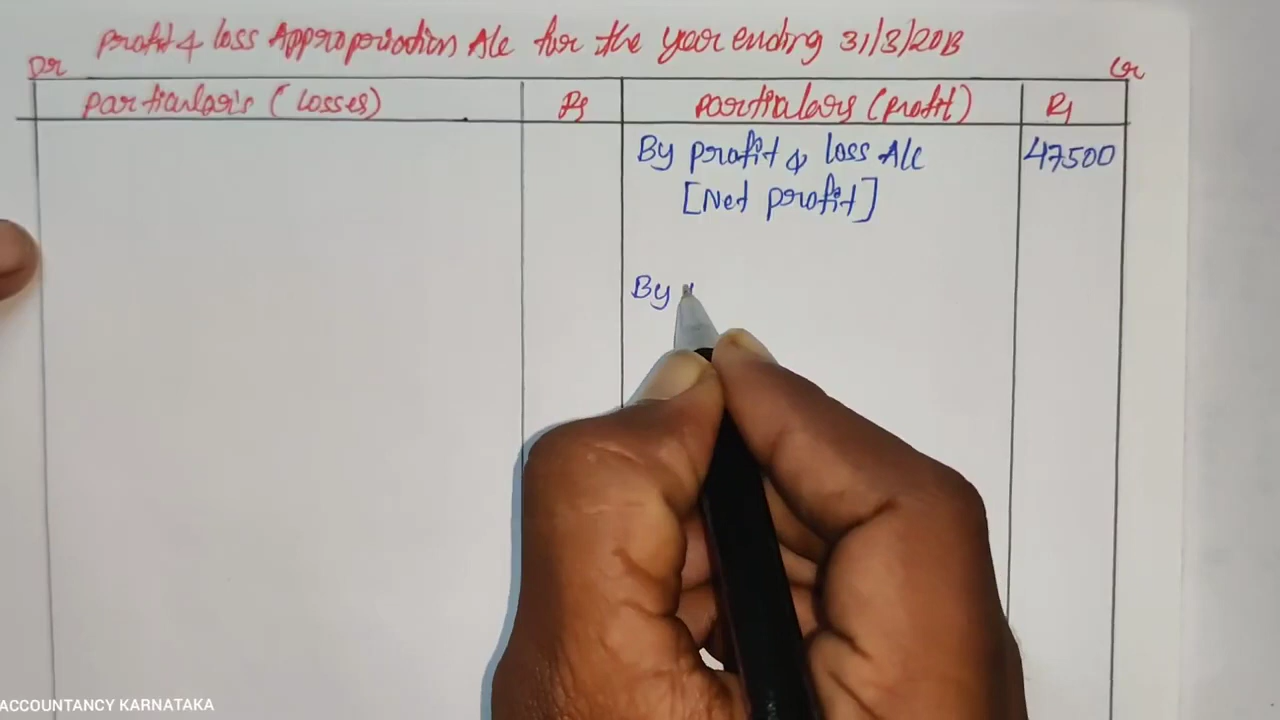 Profit & loss Appropriation A/c for the year ending 31/3/2013
Dr
Cr
Particulars (Losses)
Rs
Particulars (profit)
Rs
By profit & loss A/c
47500
[Net profit]
By
ACCOUNTANCY KARNATAKA